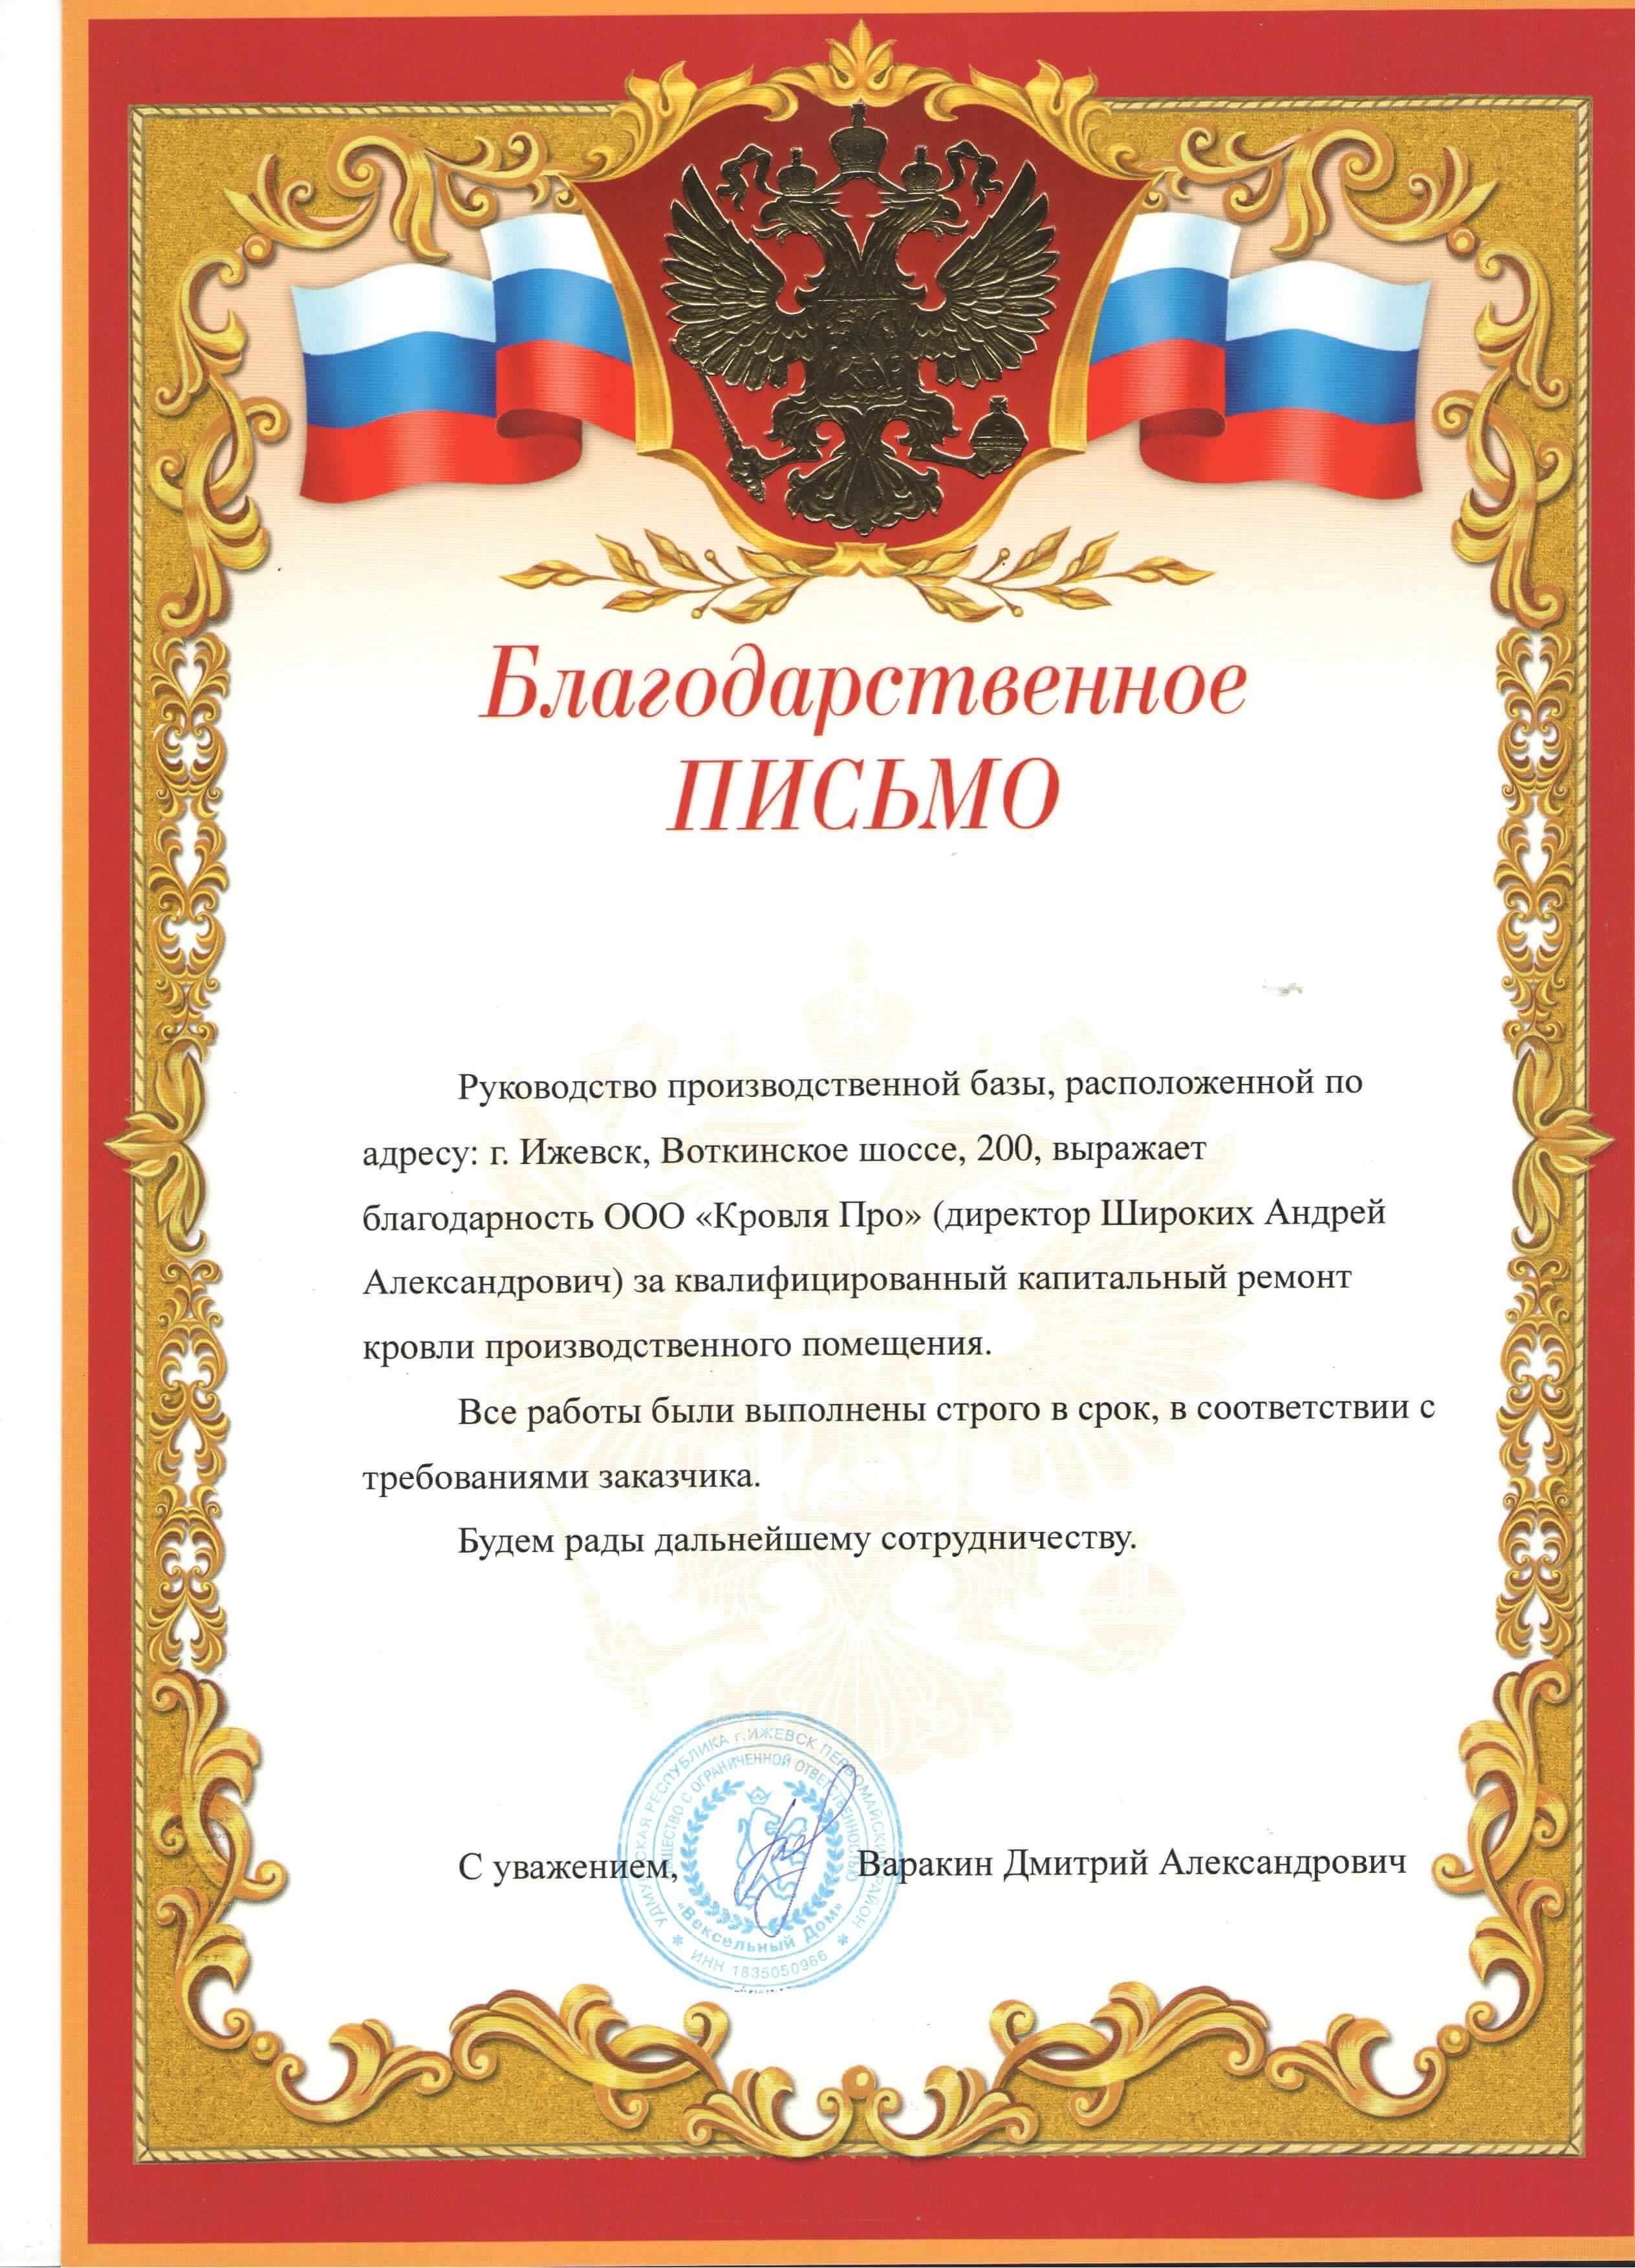 Благодарственное
ПИСЬМО
Руководство производственной базы, расположенной по
адресу: г. Ижевск, Воткинское шоссе, 200, выражает
благодарность ООО «Кровля Про» (директор Широких Андрей
Александрович) за квалифицированный капитальный ремонт
кровли производственного помещения.
Все работы были выполнены строго в срок, в соответствии с
требованиями заказчика.
Будем рады дальнейшему сотрудничеству.
С уважением,
Варакин Дмитрий Александрович
УДМУРТСКАЯ РЕСПУБЛИКА г.ИЖЕВСК ПЕРВОМАЙСКИЙ РАЙОН
ОБЩЕСТВО С ОГРАНИЧЕННОЙ ОТВЕТСТВЕННОСТЬЮ
«Вексельный Дом»
* ИНН 1835050966 *